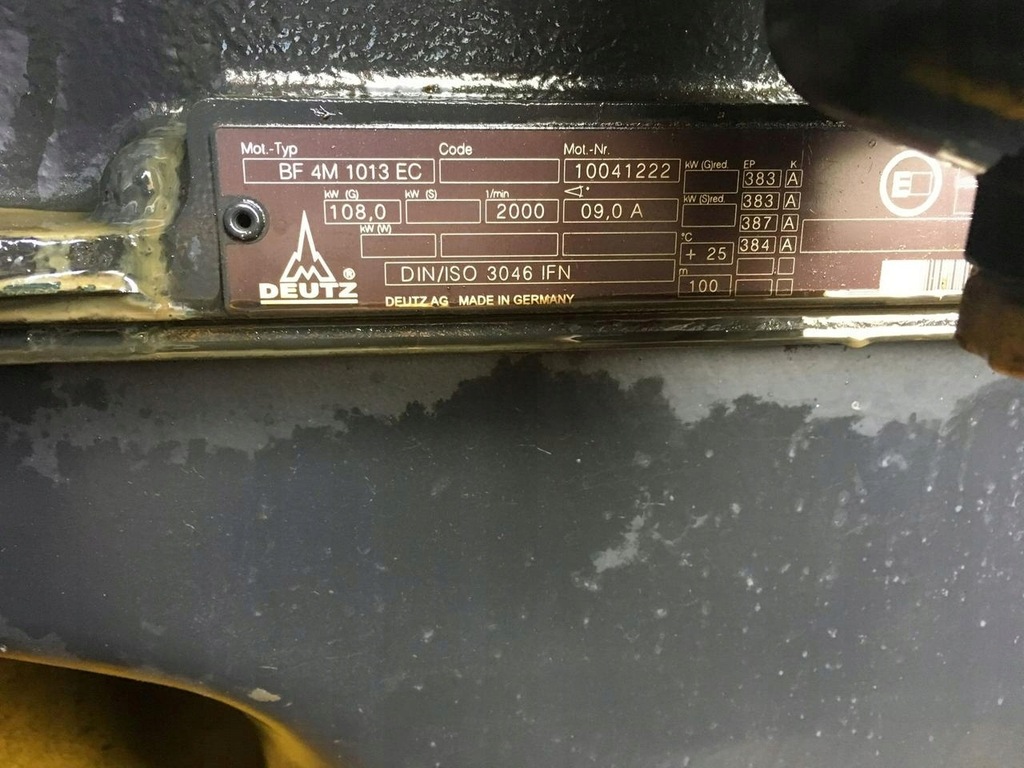 Mot.-Typ Code Mot.-Nr.
BF 4M 1013 EC 10041222
kW (G) kW (S) 1/min ◁°
108,0 2000 09,0 A
kW (W)
DIN/ISO 3046 IFN
DEUTZ ®
DEUTZ AG MADE IN GERMANY
kW (G)red.
kW (S)red.
°C
+ 25
m
100
EP K
383 A
383 A
387 A
384 A
E